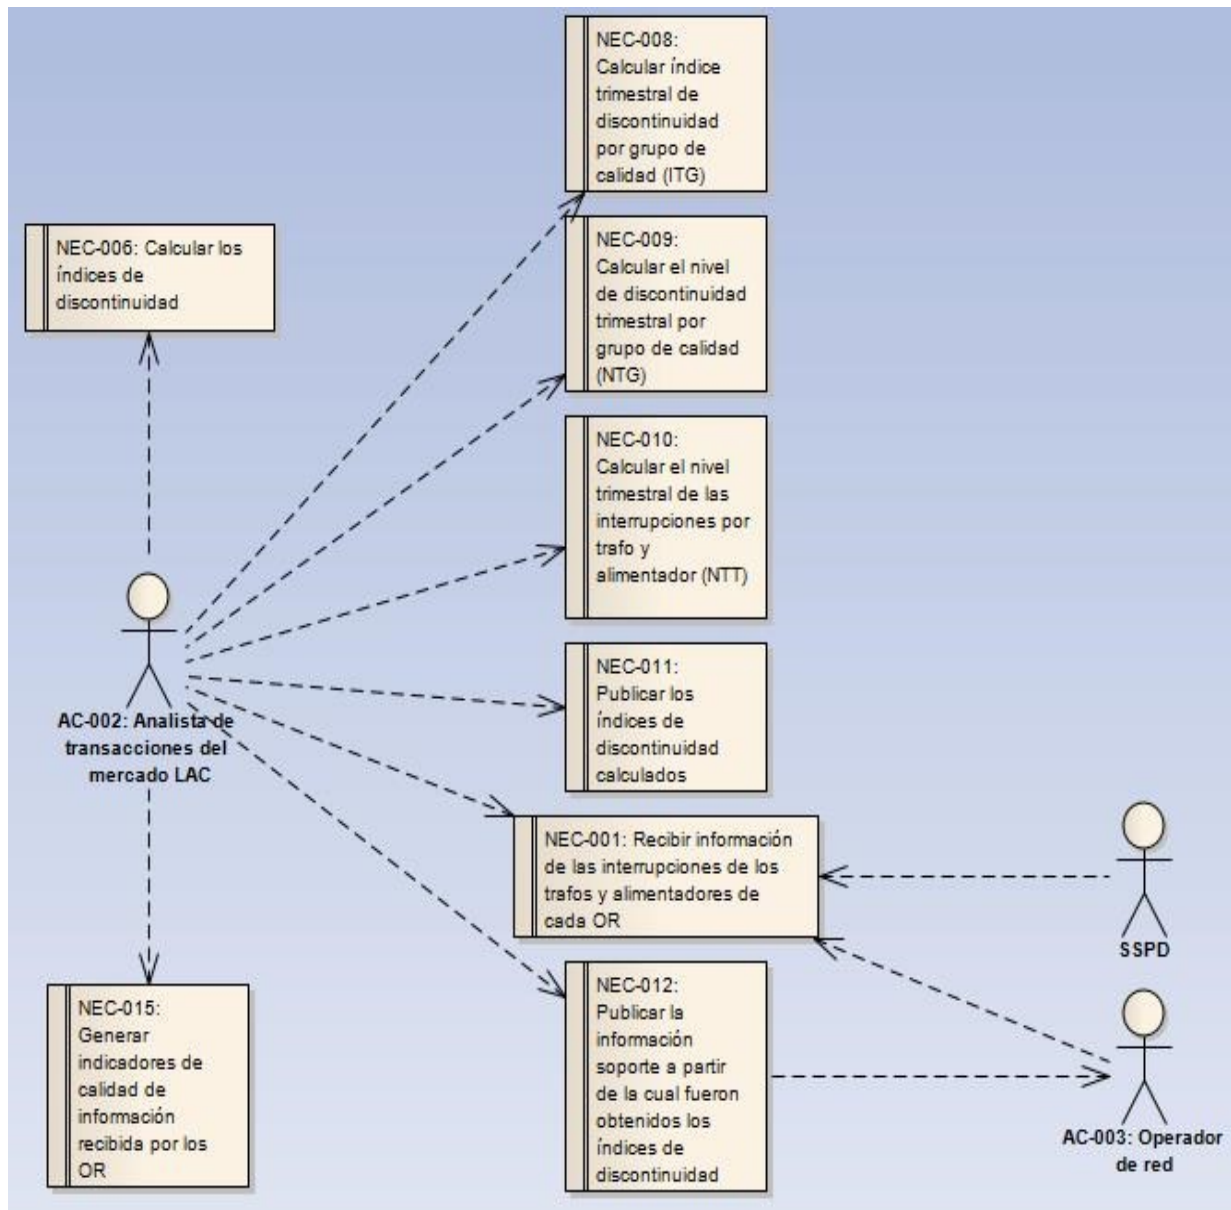 NEC-008:
Calcular índice
trimestral de
discontinuidad
por grupo de
calidad (ITG)
NEC-006: Calcular los
índices de
discontinuidad
NEC-009:
Calcular el nivel
de discontinuidad
trimestral por
grupo de calidad
(NTG)
NEC-010:
Calcular el nivel
trimestral de las
interrupciones por
trafo y
alimentador (NTT)
AC-002: Analista de
transacciones del
mercado LAC
NEC-011:
Publicar los
índices de
discontinuidad
calculados
NEC-001: Recibir información
de las interrupciones de los
trafos y alimentadores de
cada OR
SSPD
NEC-015:
Generar
indicadores de
calidad de
información
recibida por los
OR
NEC-012:
Publicar la
información
soporte a partir
de la cual fueron
obtenidos los
índices de
discontinuidad
AC-003: Operador
de red